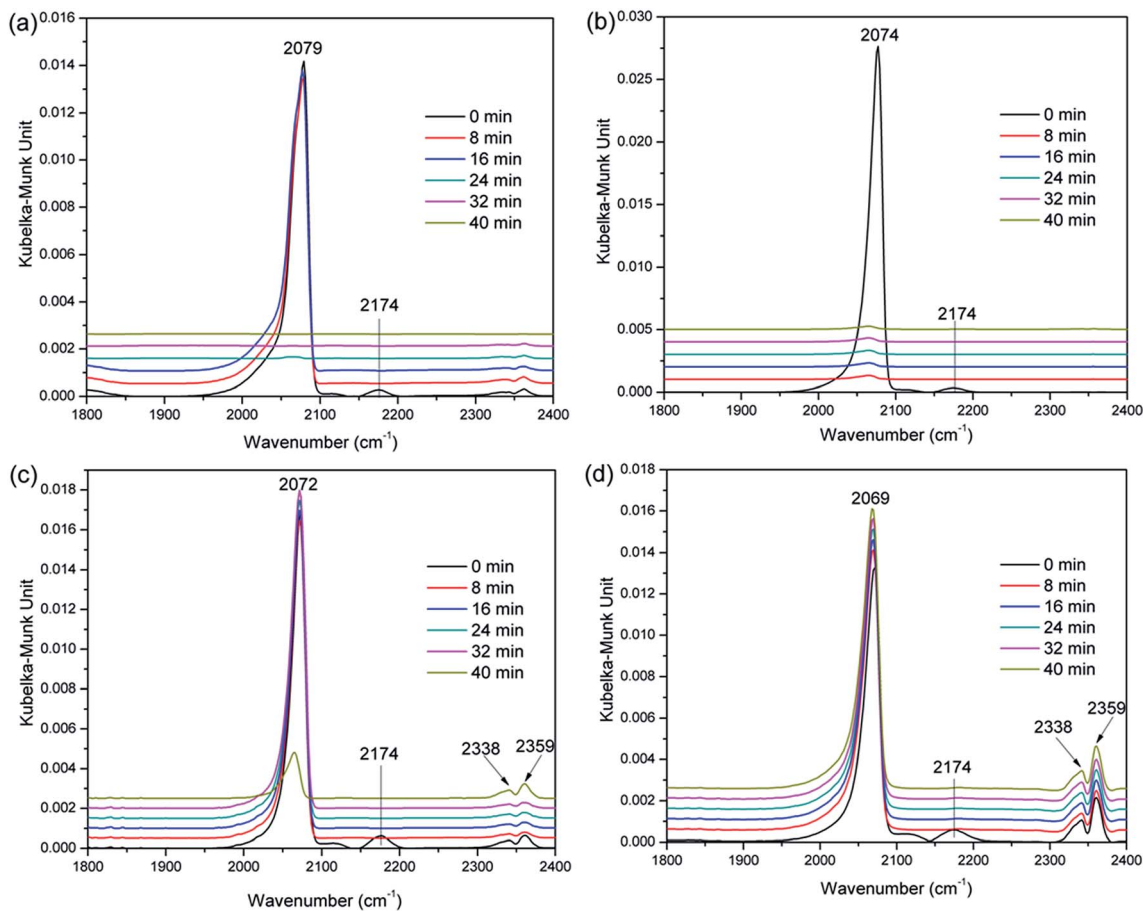 (a)
0.016
0.014
0.012
0.010
0.008
0.006
0.004
0.002
0.000
Kubelka-Munk Unit
2079
2174
0 min
8 min
16 min
24 min
32 min
40 min
1800 1900 2000 2100 2200 2300 2400
Wavenumber (cm⁻¹)
(b)
0.030
0.025
0.020
0.015
0.010
0.005
0.000
Kubelka-Munk Unit
2074
2174
0 min
8 min
16 min
24 min
32 min
40 min
1800 1900 2000 2100 2200 2300 2400
Wavenumber (cm⁻¹)
(c)
0.018
0.016
0.014
0.012
0.010
0.008
0.006
0.004
0.002
0.000
Kubelka-Munk Unit
2072
2174
2338
2359
0 min
8 min
16 min
24 min
32 min
40 min
1800 1900 2000 2100 2200 2300 2400
Wavenumber (cm⁻¹)
(d)
0.018
0.016
0.014
0.012
0.010
0.008
0.006
0.004
0.002
0.000
Kubelka-Munk Unit
2069
2174
2338
2359
0 min
8 min
16 min
24 min
32 min
40 min
1800 1900 2000 2100 2200 2300 2400
Wavenumber (cm⁻¹)